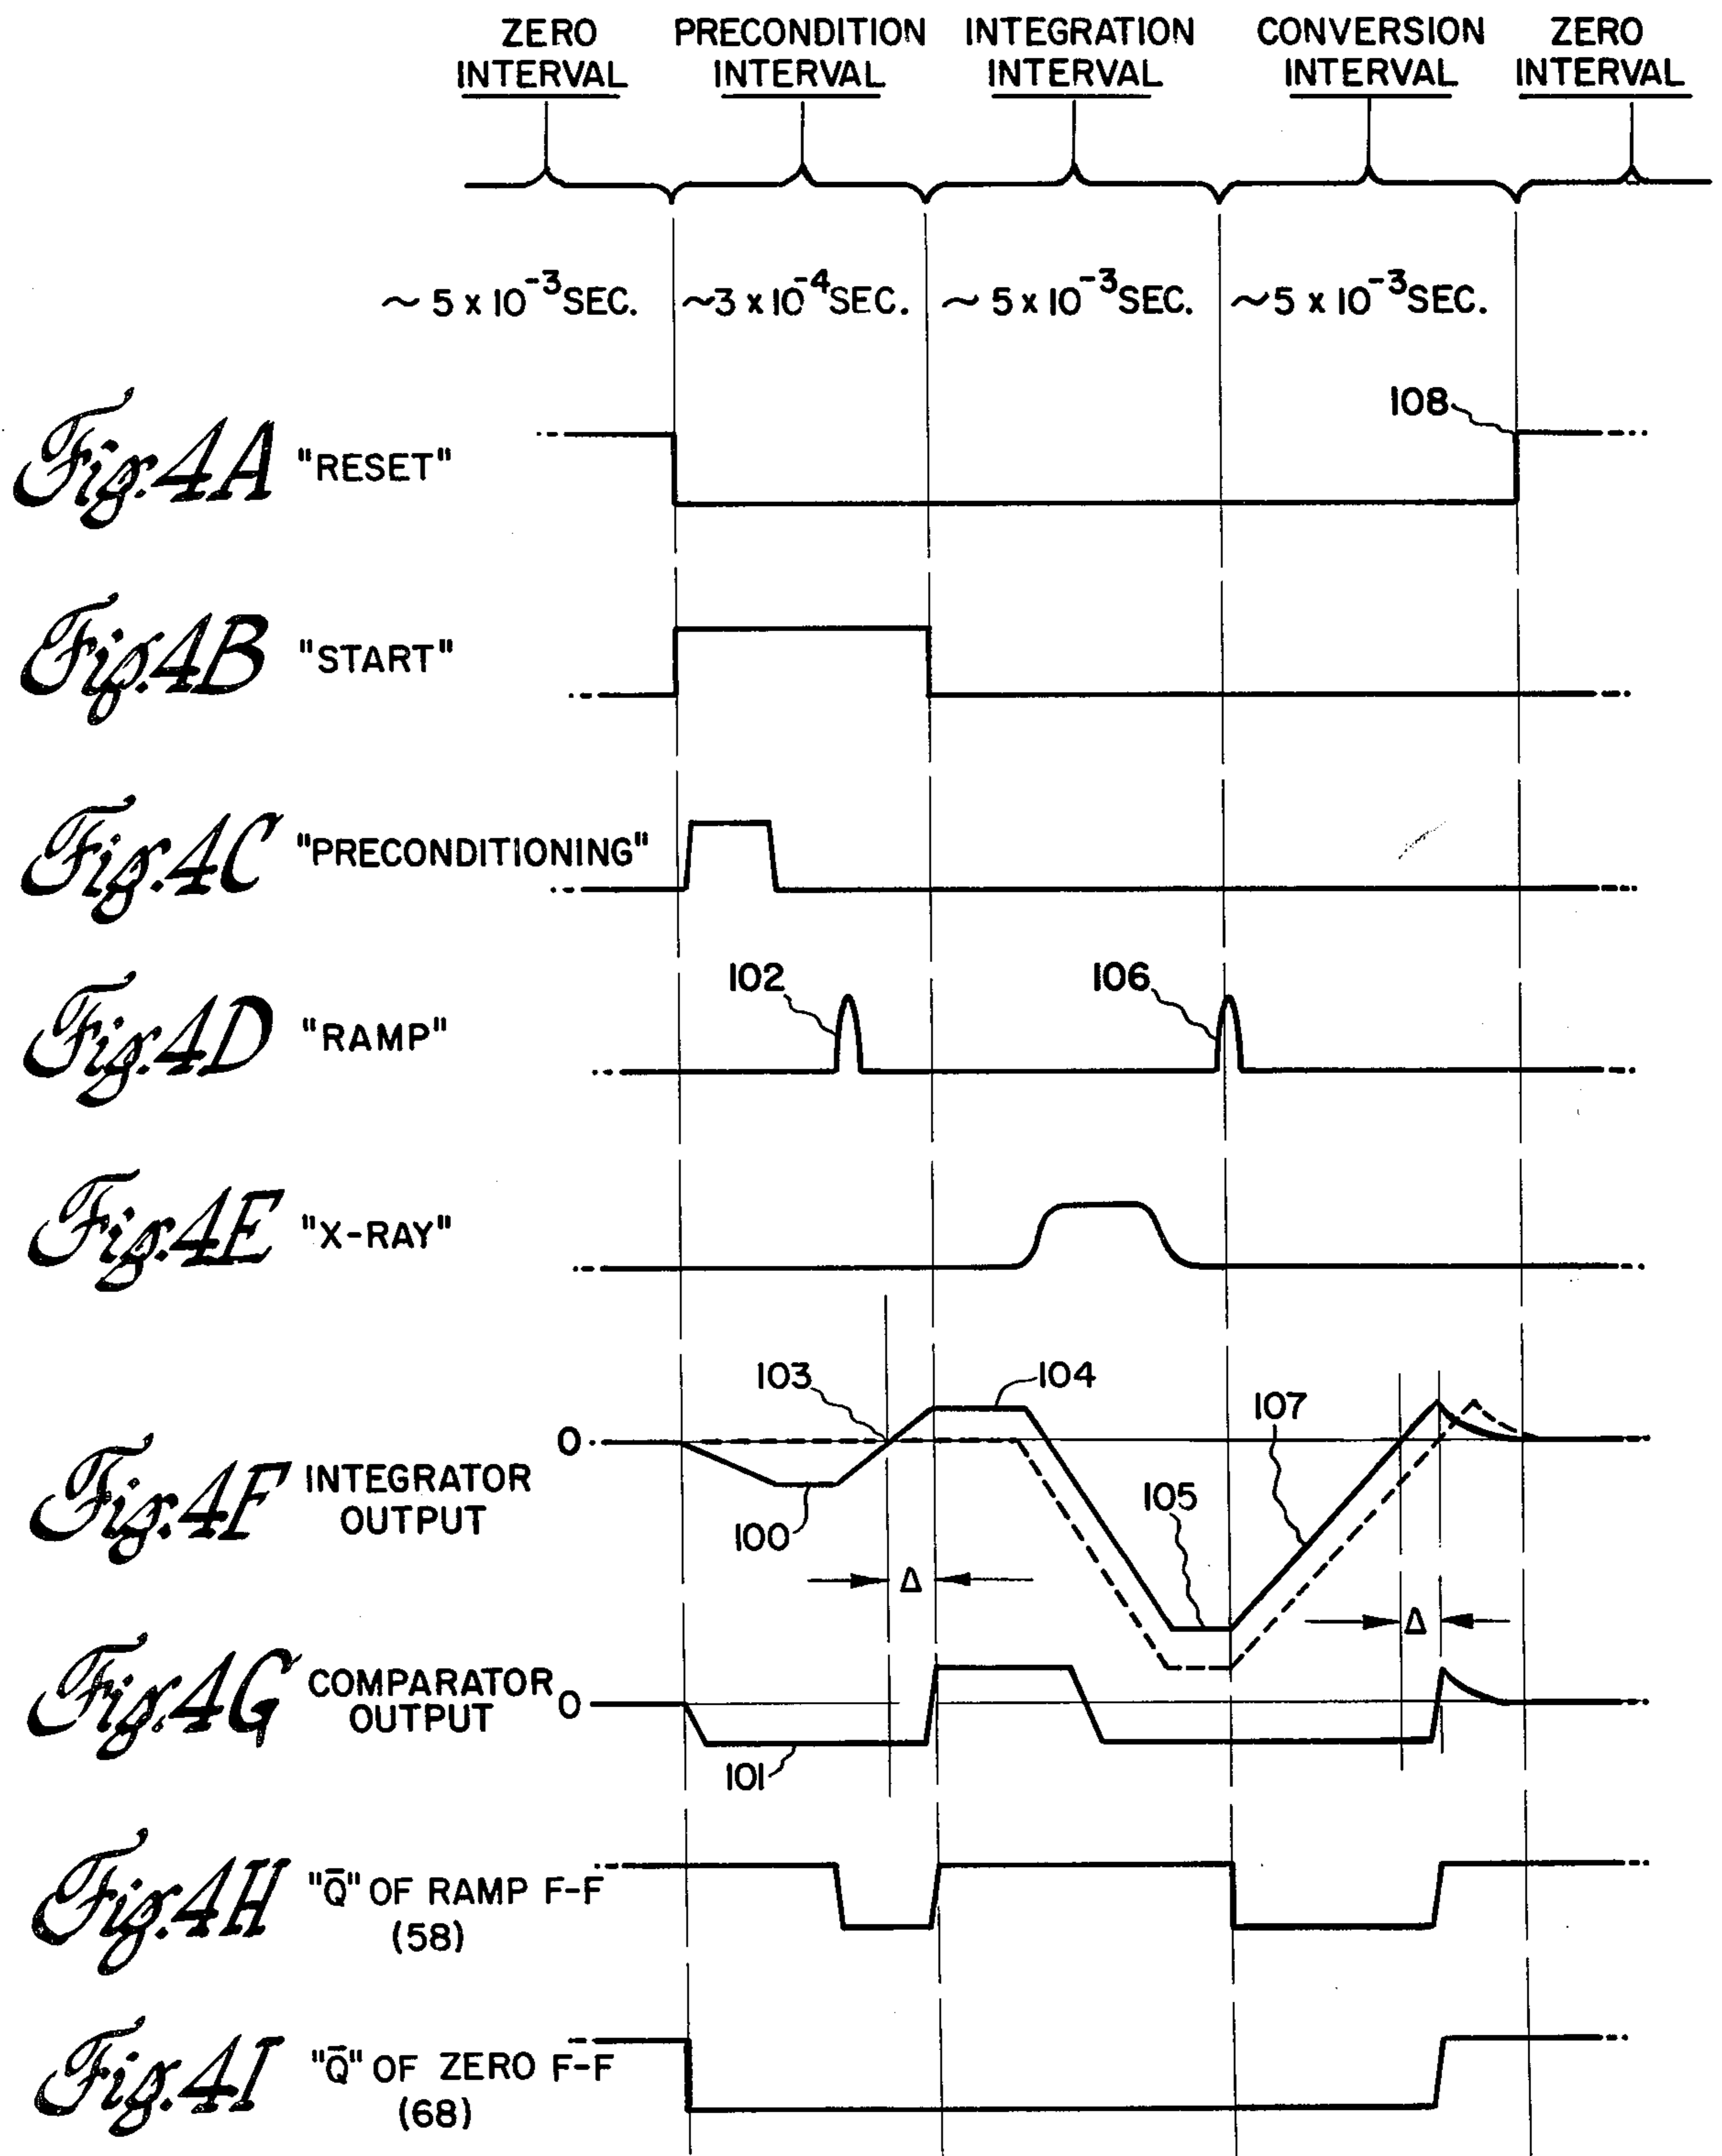 ZERO INTERVAL
PRECONDITION INTERVAL
INTEGRATION INTERVAL
CONVERSION INTERVAL
ZERO INTERVAL
~ 5 x 10⁻³ SEC.
~3 x 10⁻⁴ SEC.
~ 5 x 10⁻³ SEC.
~5 x 10⁻³ SEC.
108
Fig. 4A "RESET"
Fig. 4B "START"
Fig. 4C "PRECONDITIONING"
102
106
Fig. 4D "RAMP"
Fig. 4E "X-RAY"
103
104
107
0
Fig. 4F INTEGRATOR
OUTPUT
105
100
Δ
Δ
Fig. 4G COMPARATOR 0
OUTPUT
101
Fig. 4H "Q̄" OF RAMP F-F
(58)
Fig. 4I "Q̄" OF ZERO F-F
(68)